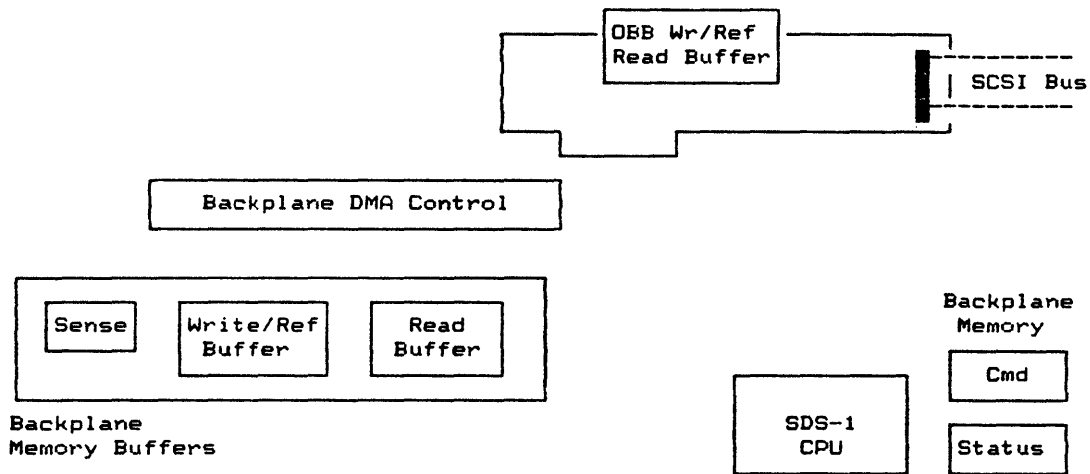 OBB Wr/Ref
Read Buffer
SCSI Bus
Backplane DMA Control
Sense
Write/Ref
Buffer
Read
Buffer
Backplane
Memory Buffers
Backplane
Memory
Cmd
SDS-1
CPU
Status